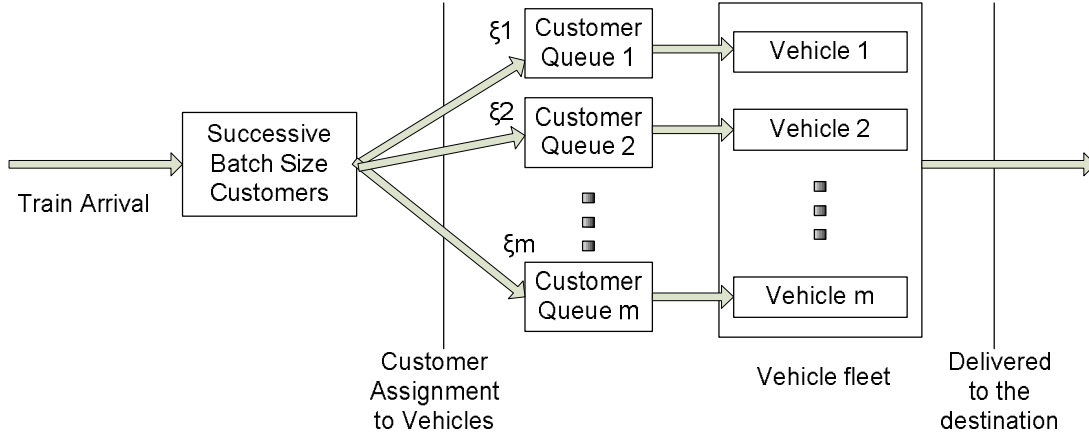 Train Arrival
Successive
Batch Size
Customers
ξ1
ξ2
ξm
Customer
Assignment
to Vehicles
Customer
Queue 1
Customer
Queue 2
Customer
Queue m
Vehicle 1
Vehicle 2
Vehicle m
Vehicle fleet
Delivered
to the
destination